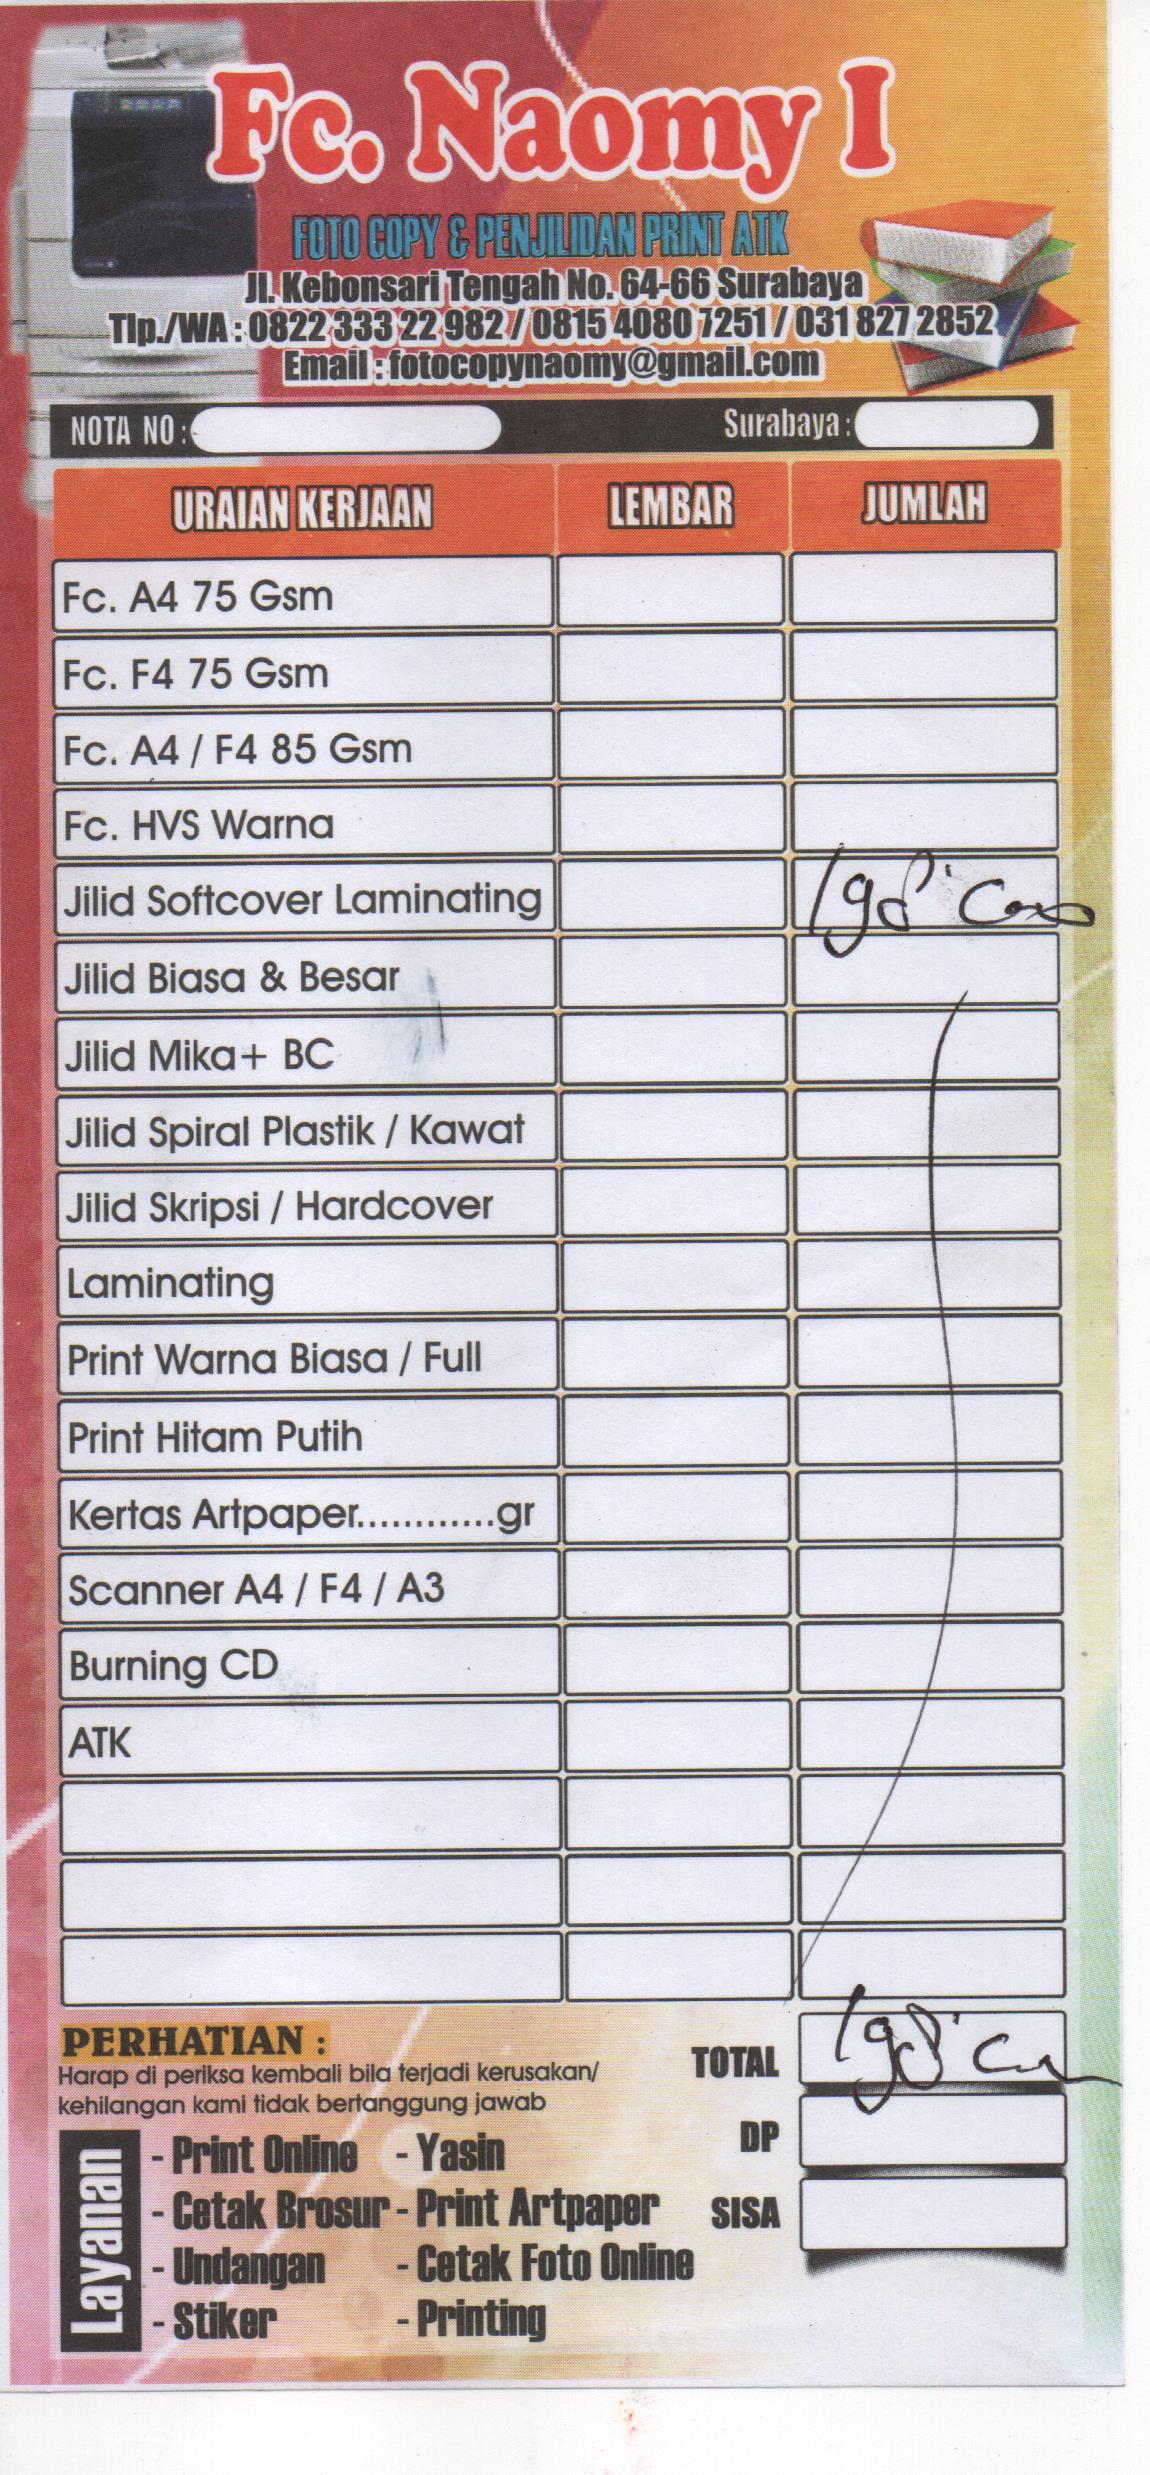 Fc. Naomy I
FOTO COPY & PENJILIDAN PRINT ATK
Jl. Kebonsari Tengah No. 64-66 Surabaya
Tlp./WA : 0822 333 22 982 / 0815 4080 7251 / 031 827 2852
Email : fotocopynaomy@gmail.com
NOTA NO : Surabaya :
URAIAN KERJAAN LEMBAR JUMLAH
Fc. A4 75 Gsm
Fc. F4 75 Gsm
Fc. A4 / F4 85 Gsm
Fc. HVS Warna
Jilid Softcover Laminating 198'
Jilid Biasa & Besar
Jilid Mika+ BC
Jilid Spiral Plastik / Kawat
Jilid Skripsi / Hardcover
Laminating
Print Warna Biasa / Full
Print Hitam Putih
Kertas Artpaper............gr
Scanner A4 / F4 / A3
Burning CD
ATK
PERHATIAN :
Harap di periksa kembali bila terjadi kerusakan/
kehilangan kami tidak bertanggung jawab
TOTAL 198'
DP
SISA
Layanan
- Print Online - Yasin
- Cetak Brosur - Print Artpaper
- Undangan - Cetak Foto Online
- Stiker - Printing